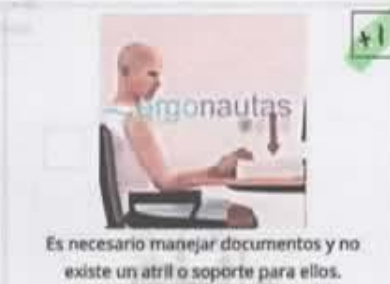 +1
ergonautas
Es necesario manejar documentos y no
existe un atril o soporte para ellos.